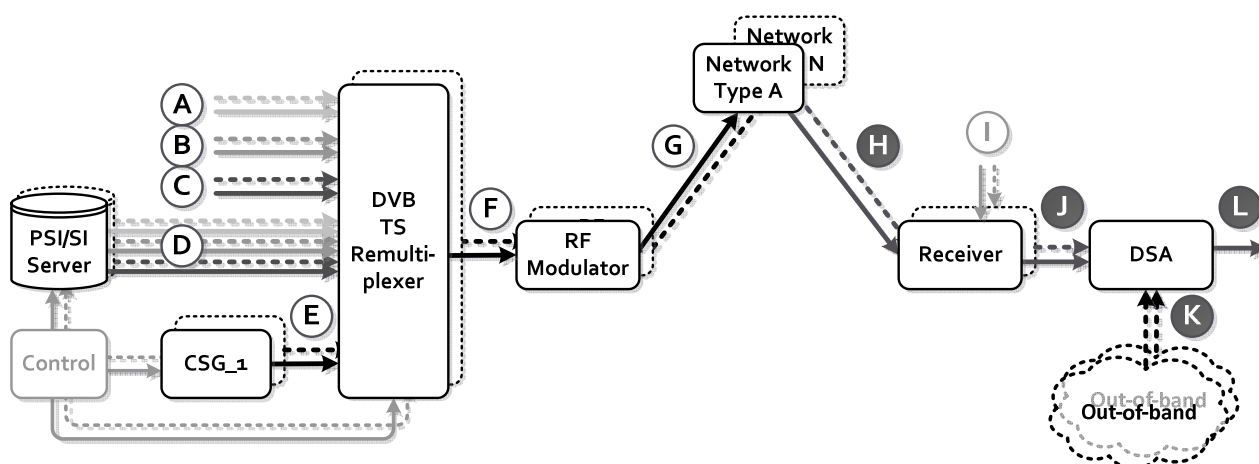 Network
N
Network
Type A
A
B
C
D
PSI/SI
Server
DVB
TS
Remulti-
plexer
E
Control
CSG_1
F
RF
Modulator
G
H
I
Receiver
J
DSA
L
K
Out-of-band
Out-of-band